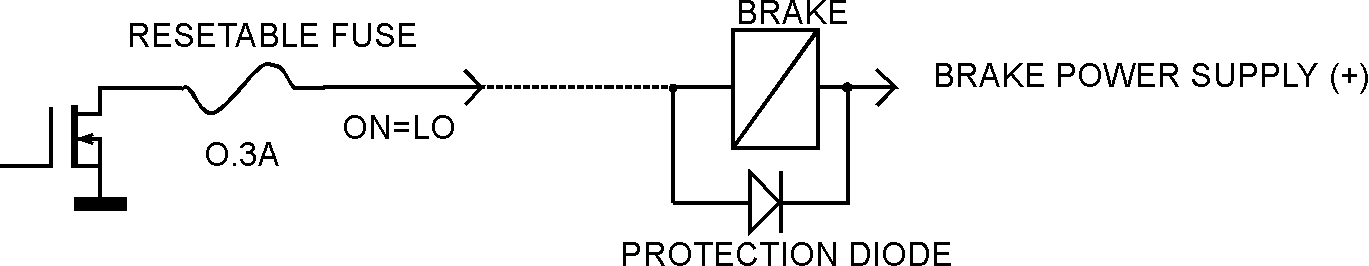 BRAKE
RESETABLE FUSE
BRAKE POWER SUPPLY (+)
ON=LO
O.3A
PROTECTION DIODE